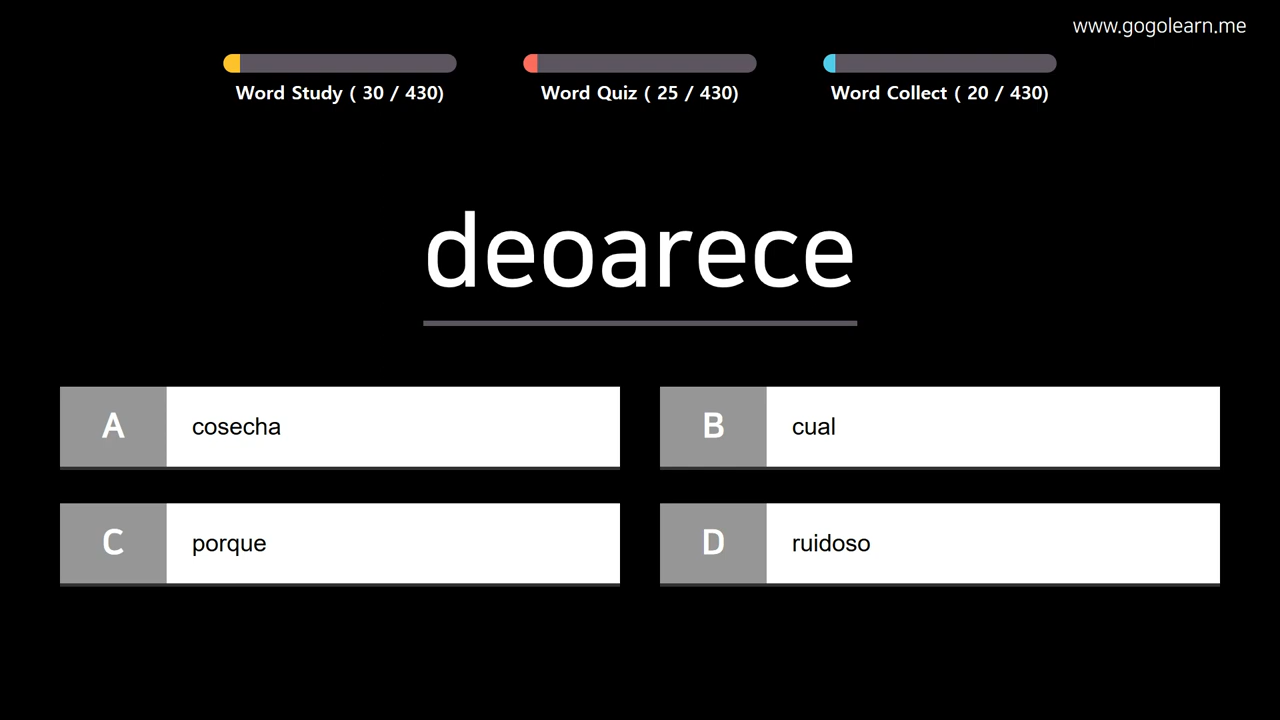 www.gogolearn.me
Word Study ( 30 / 430)
Word Quiz ( 25 / 430)
Word Collect ( 20 / 430)
deoarece
A cosecha
B cual
C porque
D ruidoso